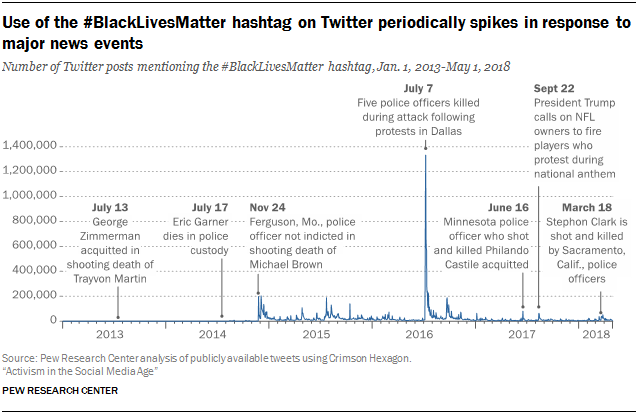 Use of the #BlackLivesMatter hashtag on Twitter periodically spikes in response to
major news events
Number of Twitter posts mentioning the #BlackLivesMatter hashtag, Jan. 1, 2013-May 1, 2018
July 7
Five police officers killed
during attack following
protests in Dallas
Sept 22
President Trump
calls on NFL
owners to fire
players who
protest during
national anthem
1,400,000
1,200,000
1,000,000
800,000
600,000
400,000
200,000
0
July 13
George
Zimmerman
acquitted in
shooting death of
Trayvon Martin
July 17
Eric Garner
dies in police
custody
Nov 24
Ferguson, Mo., police
officer not indicted in
shooting death of
Michael Brown
June 16
Minnesota police
officer who shot
and killed Philando
Castile acquitted
March 18
Stephon Clark is
shot and killed
by Sacramento,
Calif., police
officers
2013
2014
2015
2016
2017
2018
Source: Pew Research Center analysis of publicly available tweets using Crimson Hexagon.
“Activism in the Social Media Age”
PEW RESEARCH CENTER